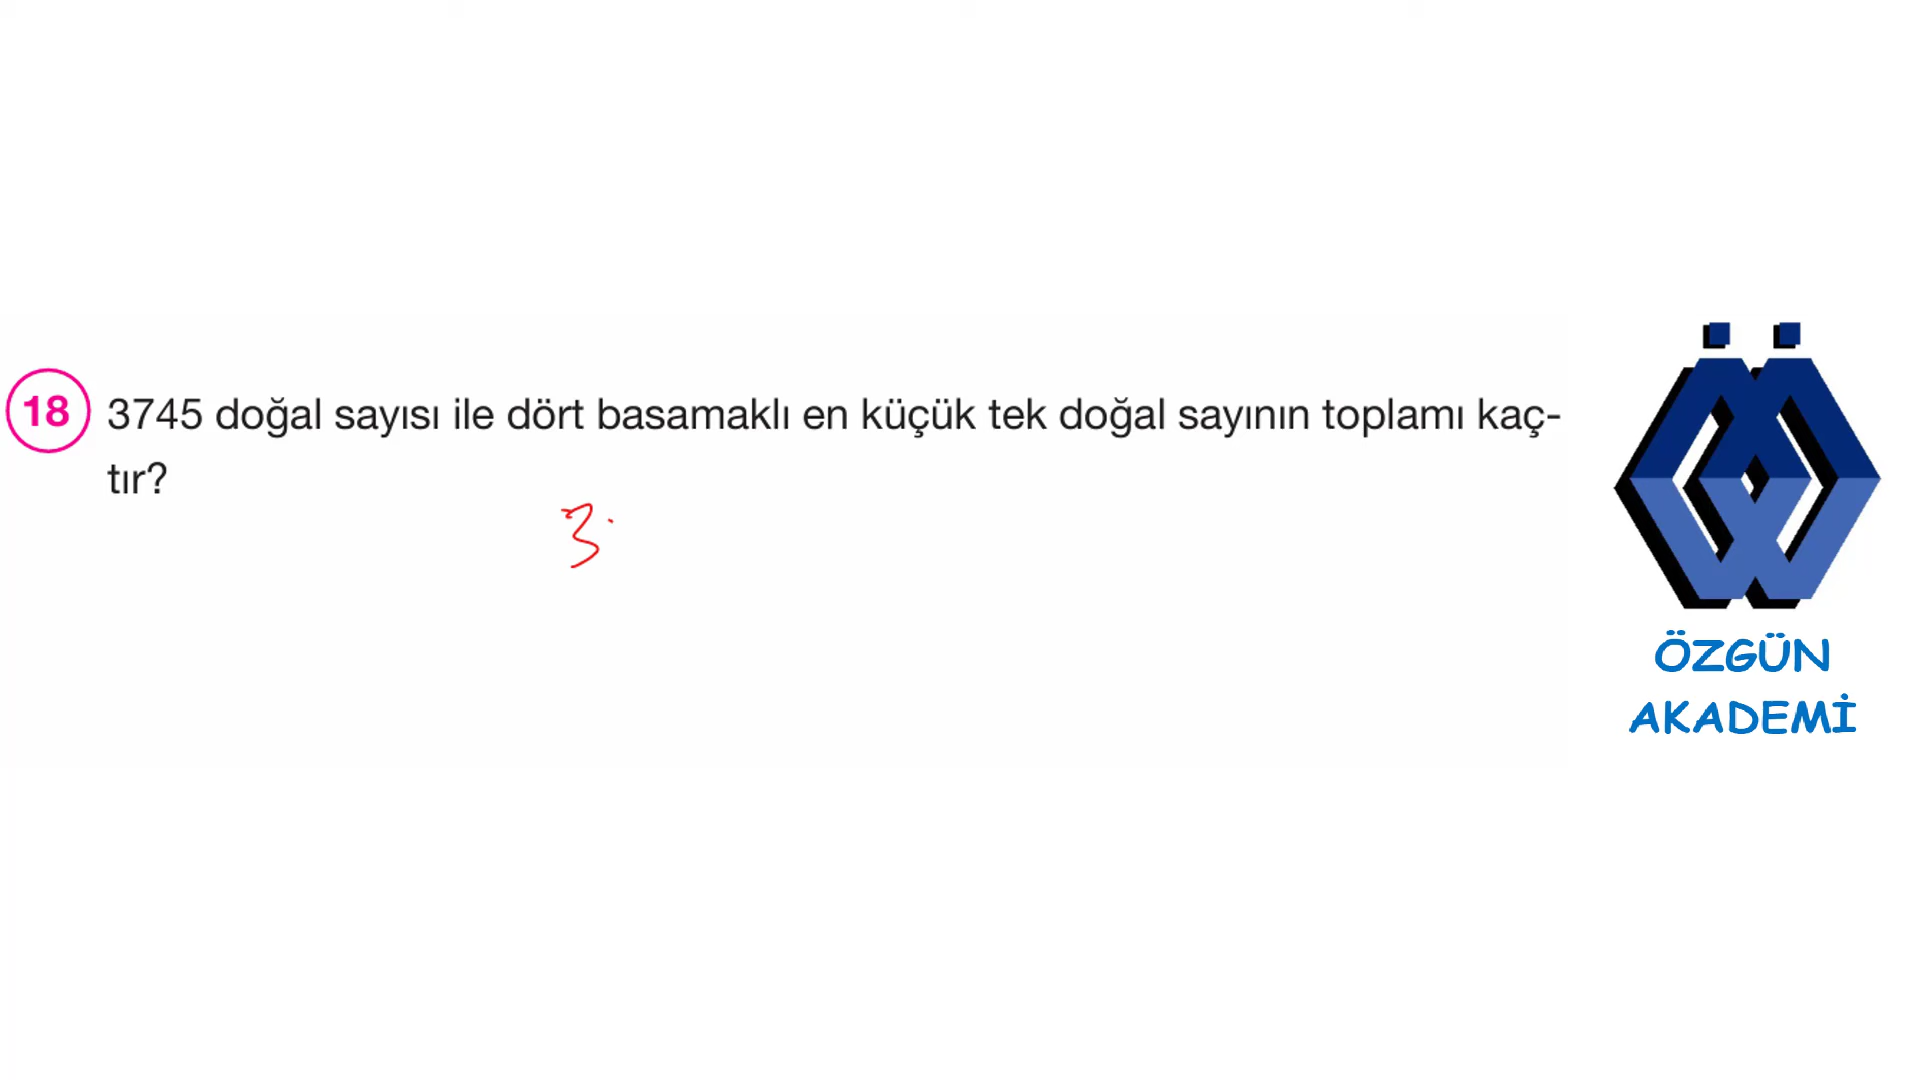 18 3745 doğal sayısı ile dört basamaklı en küçük tek doğal sayının toplamı kaç-
tır?
3
ÖZGÜN
AKADEMİ